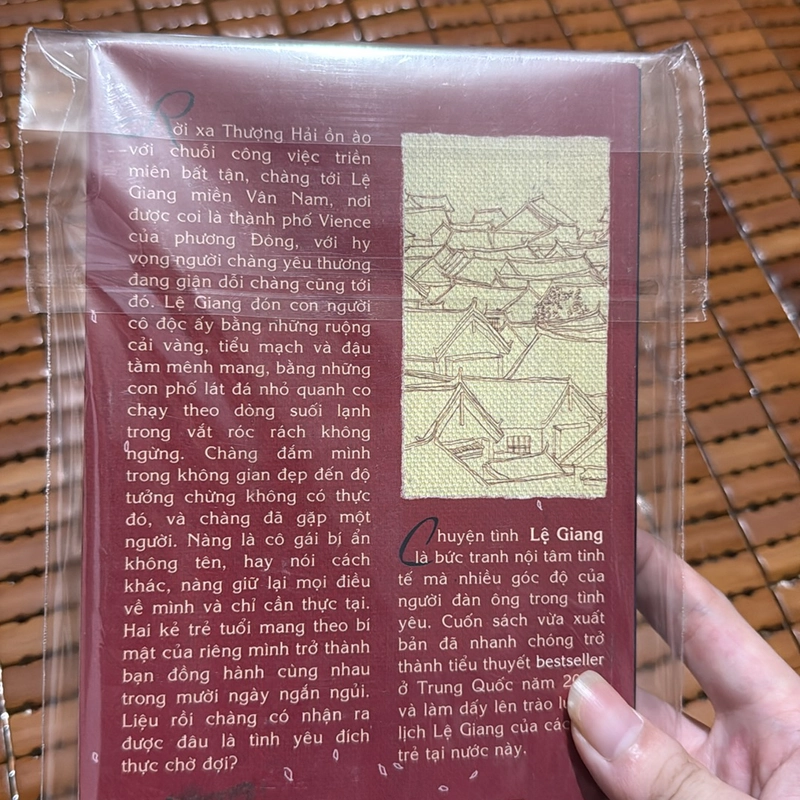 Rời xa Thượng Hải ồn ào
với chuỗi công việc triền
miên bất tận, chàng tới Lệ
Giang miền Vân Nam, nơi
được coi là thành phố Vience
của phương Đông, với hy
vọng người chàng yêu thương
đang giận dỗi chàng cũng tới
đó. Lệ Giang đón con người
cô độc ấy bằng những ruộng
cải vàng, tiểu mạch và đậu
tằm mênh mang, bằng những
con phố lát đá nhỏ quanh co
chạy theo dòng suối lạnh
trong vắt róc rách không
ngừng. Chàng đắm mình
trong không gian đẹp đến độ
tưởng chừng không có thực
đó, và chàng đã gặp một
người. Nàng là cô gái bí ẩn
không tên, hay nói cách
khác, nàng giữ lại mọi điều
về mình và chỉ cần thực tại.
Hai kẻ trẻ tuổi mang theo bí
mật của riêng mình trở thành
bạn đồng hành cùng nhau
trong mười ngày ngắn ngủi.
Liệu rồi chàng có nhận ra
được đâu là tình yêu đích
thực chờ đợi?
Chuyện tình Lệ Giang
là bức tranh nội tâm tinh
tế mà nhiều góc độ của
người đàn ông trong tình
yêu. Cuốn sách vừa xuất
bản đã nhanh chóng trở
thành tiểu thuyết bestseller
ở Trung Quốc năm
và làm dấy lên trào
lịch Lệ Giang của các
trẻ tại nước này.